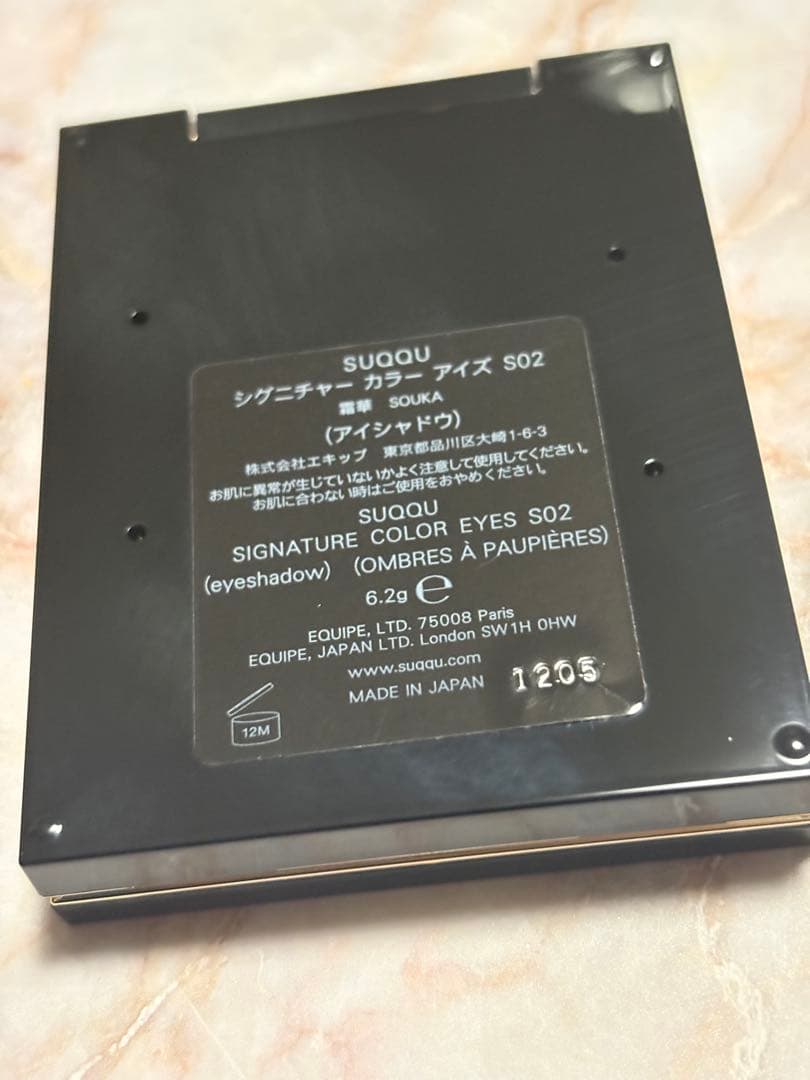 SUQQU
シグニチャー カラー アイズ S02
霜華 SOUKA
(アイシャドウ)
株式会社エキップ 東京都品川区大崎1-6-3
お肌に異常が生じていないかよく注意して使用してください。
お肌に合わない時はご使用をおやめください。
SUQQU
SIGNATURE COLOR EYES S02
(eyeshadow) (OMBRES À PAUPIÈRES)
6.2g ℮
EQUIPE, LTD. 75008 Paris
EQUIPE, JAPAN LTD. London SW1H 0HW
www.suqqu.com
MADE IN JAPAN 1205
12M